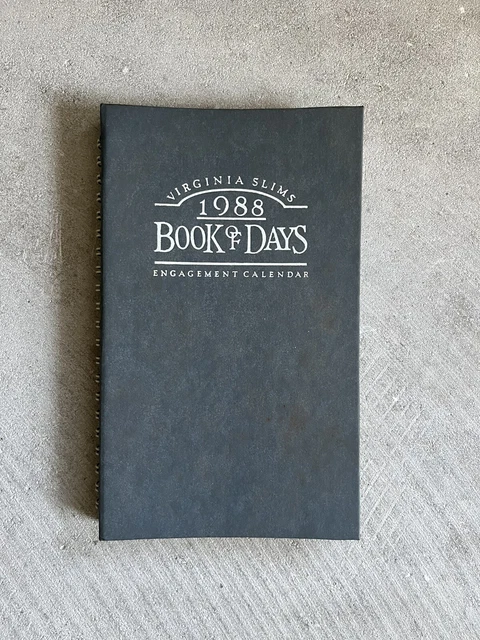 VIRGINIA SLIMS
1988
BOOK OF DAYS
ENGAGEMENT CALENDAR